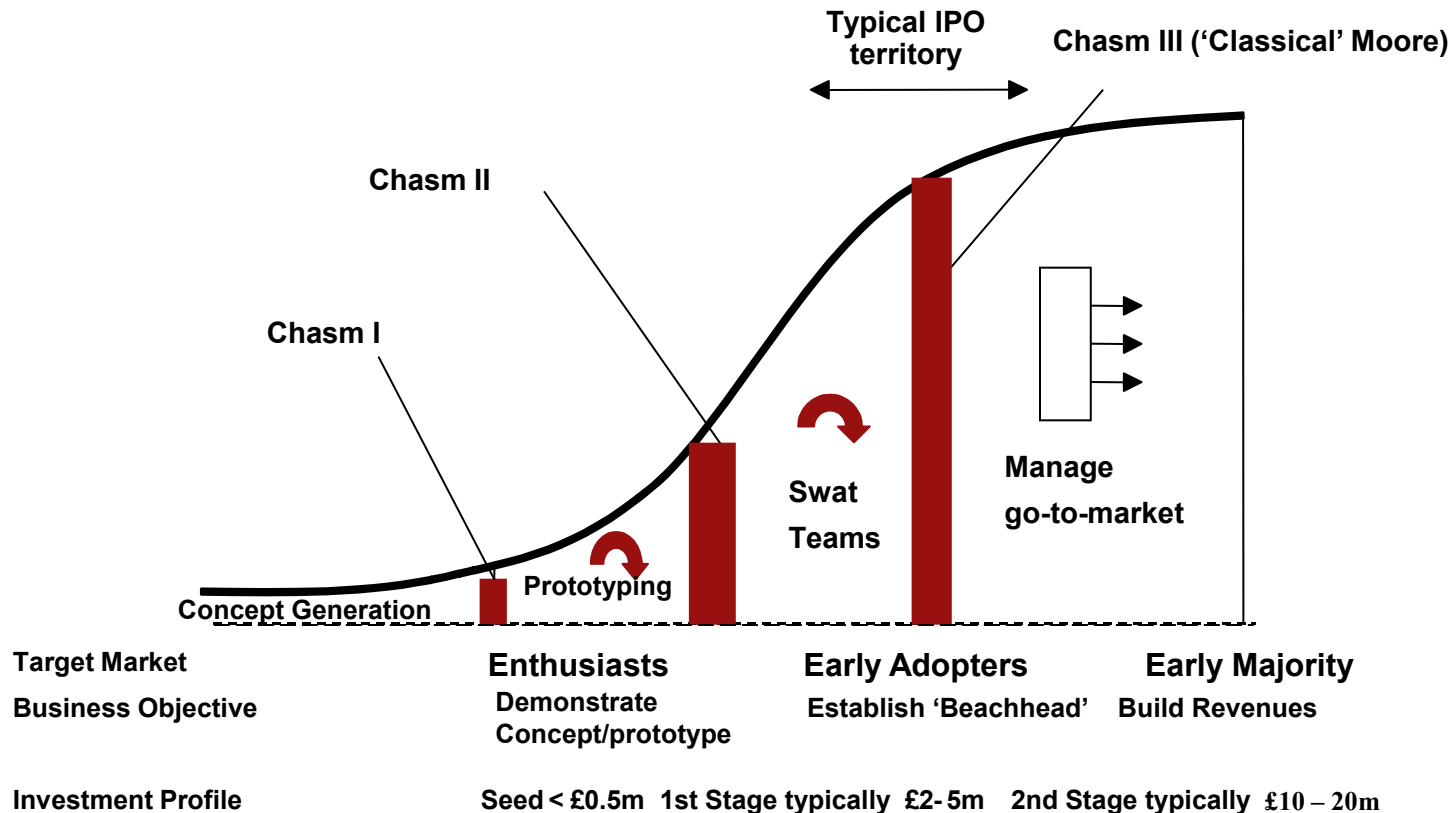 Typical IPO
territory
Chasm III (‘Classical’ Moore)
Chasm II
Chasm I
Manage
go-to-market
Swat
Teams
Prototyping
Concept Generation
Target Market Enthusiasts Early Adopters Early Majority
Business Objective Demonstrate Establish ‘Beachhead’ Build Revenues
Concept/prototype
Investment Profile Seed < £0.5m 1st Stage typically £2- 5m 2nd Stage typically £10 – 20m